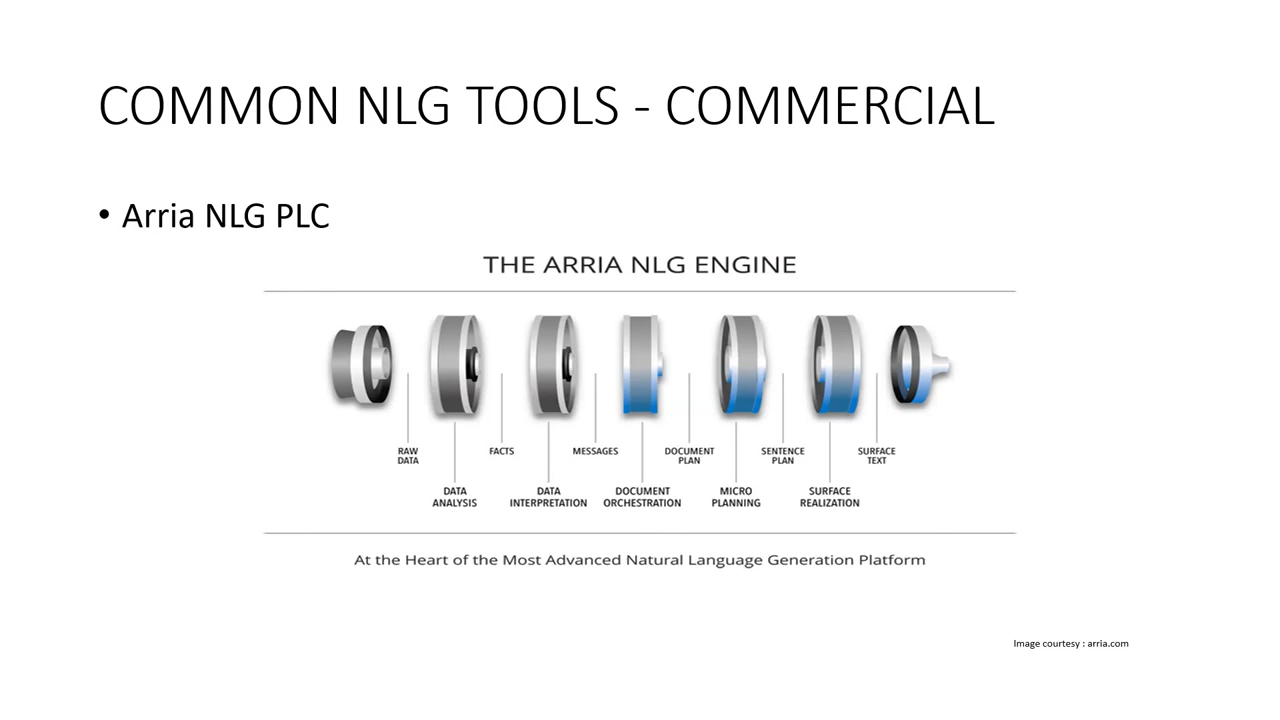 COMMON NLG TOOLS - COMMERCIAL
• Arria NLG PLC
THE ARRIA NLG ENGINE
RAW
DATA
FACTS
MESSAGES
DOCUMENT
PLAN
SENTENCE
PLAN
SURFACE
TEXT
DATA
ANALYSIS
DATA
INTERPRETATION
DOCUMENT
ORCHESTRATION
MICRO
PLANNING
SURFACE
REALIZATION
At the Heart of the Most Advanced Natural Language Generation Platform
Image courtesy : arria.com